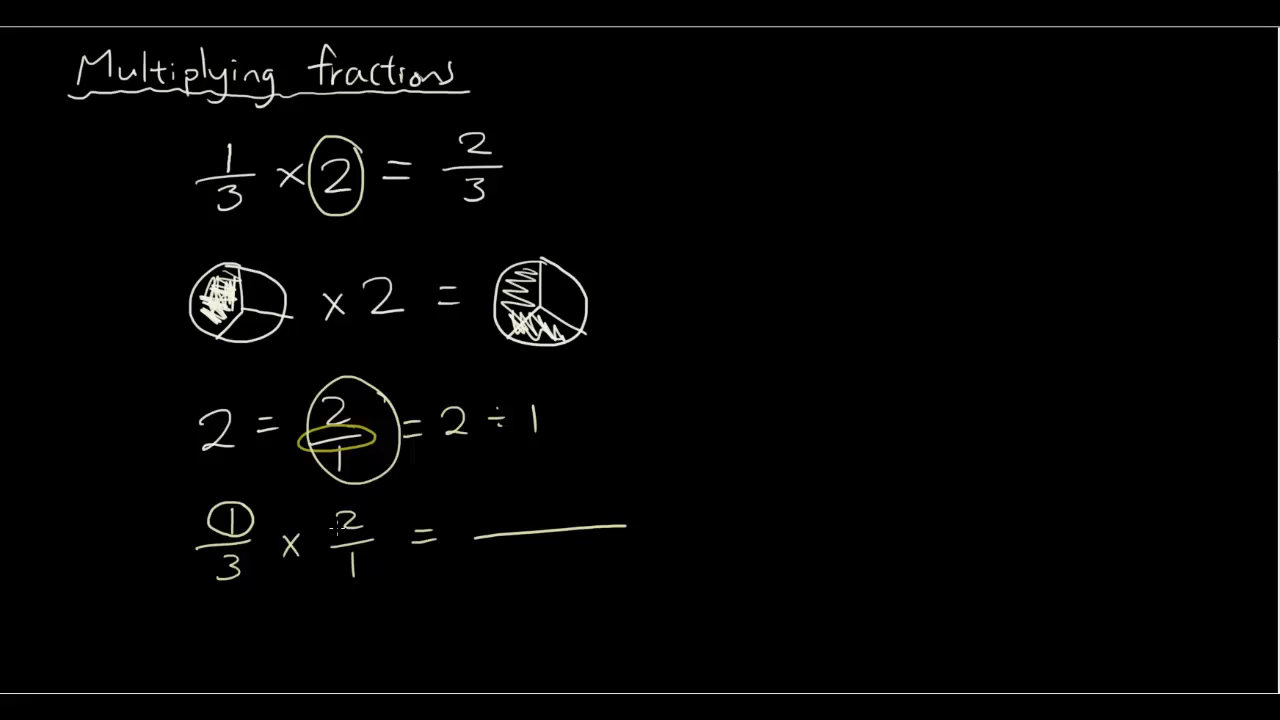 Multiplying fractions
1/3 × 2 = 2/3
× 2 =
2 = 2/1 = 2 ÷ 1
1/3 × 2/1 =